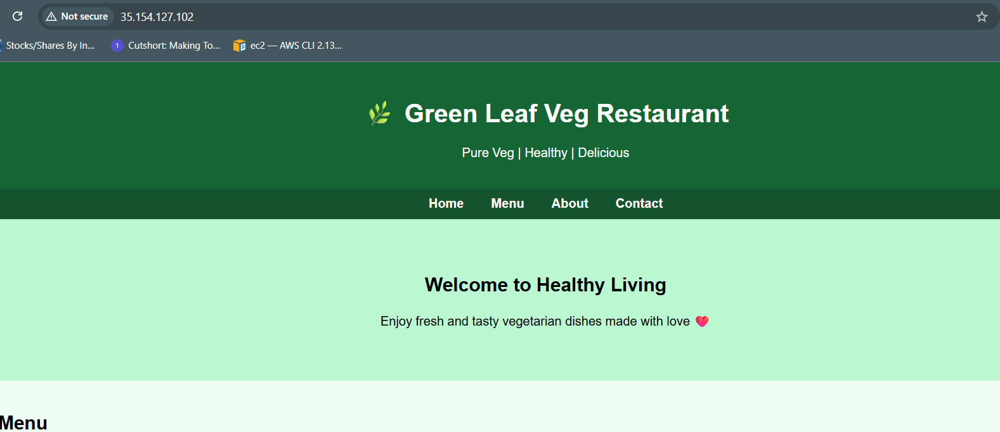 Not secure 35.154.127.102
Stocks/Shares By In... 1 Cutshort: Making To... ec2 — AWS CLI 2.13...
🌿 Green Leaf Veg Restaurant
Pure Veg | Healthy | Delicious
Home Menu About Contact
Welcome to Healthy Living
Enjoy fresh and tasty vegetarian dishes made with love ❤️
Menu